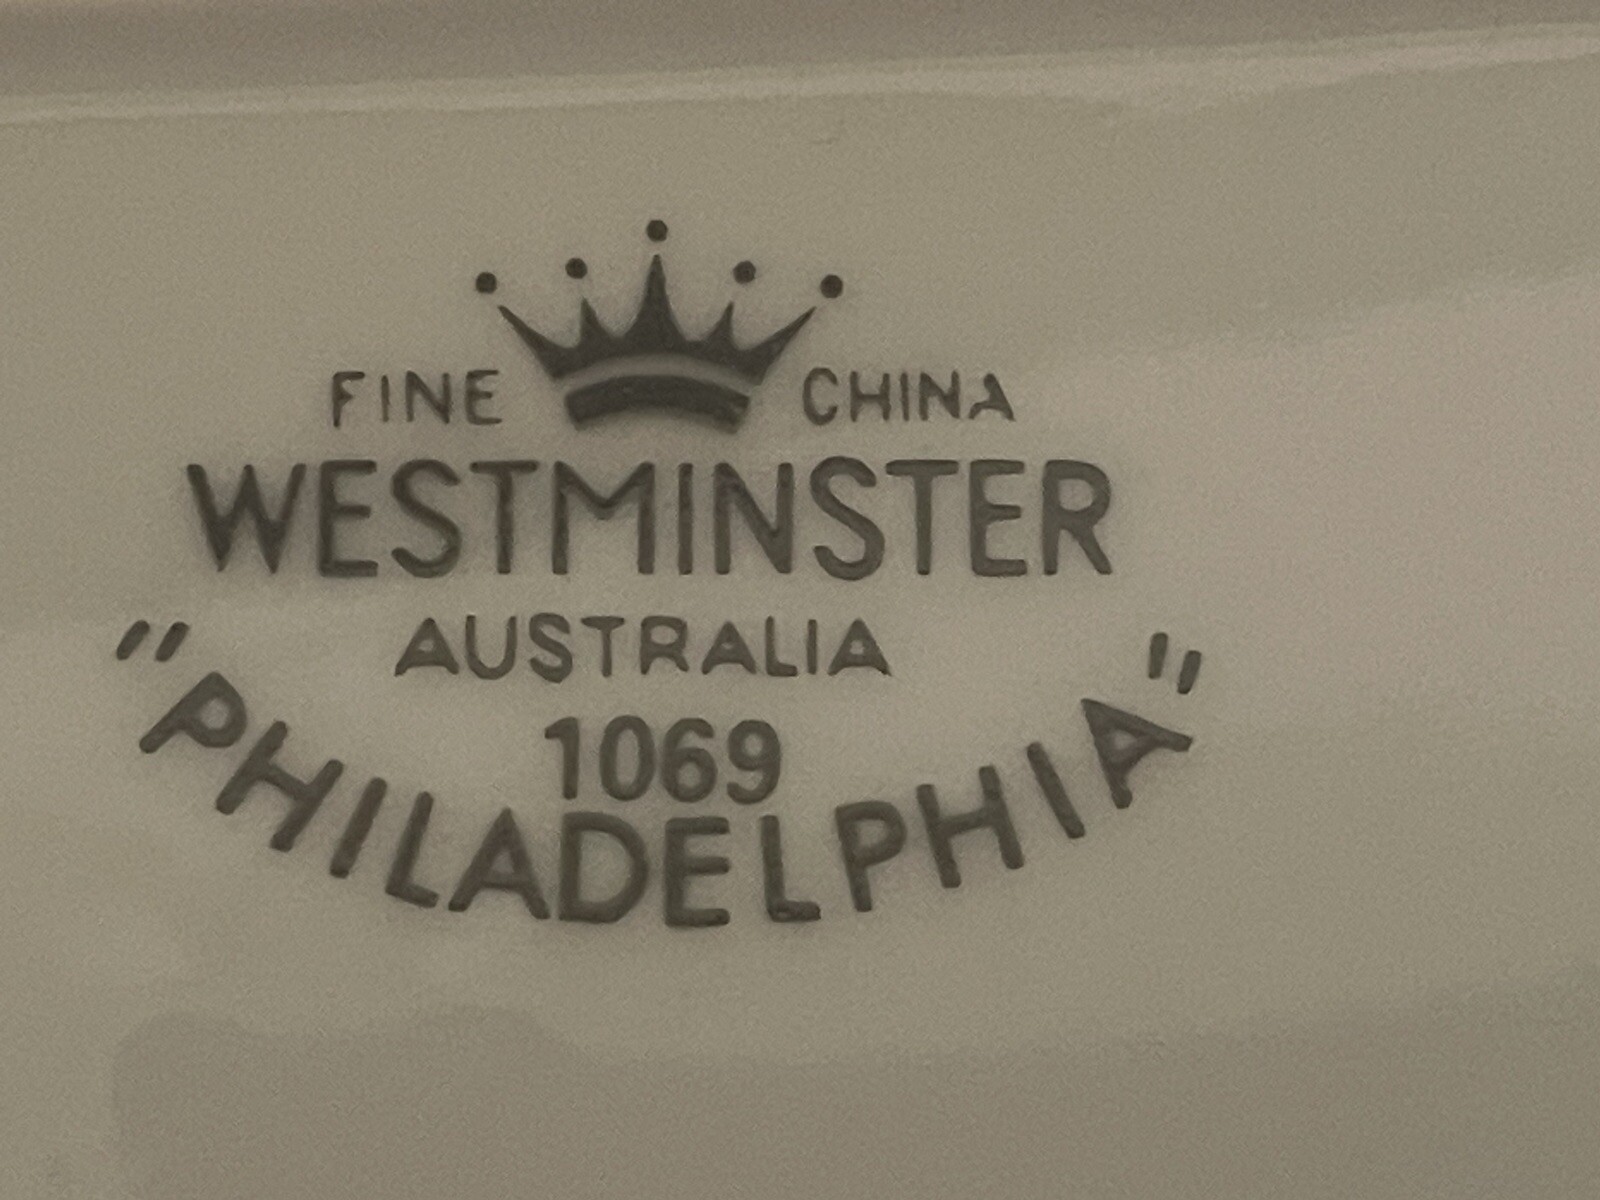 FINE CHINA
WESTMINSTER
AUSTRALIA
1069
"PHILADELPHIA"